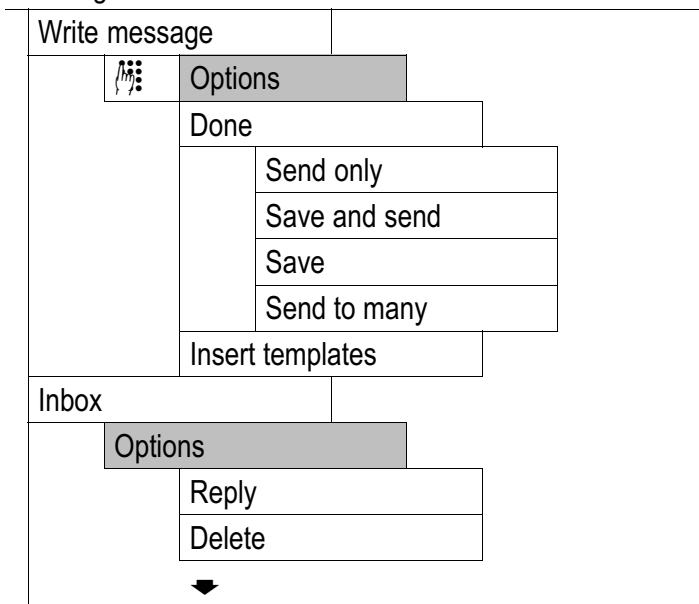 Write message
Options
Done
Send only
Save and send
Save
Send to many
Insert templates
Inbox
Options
Reply
Delete